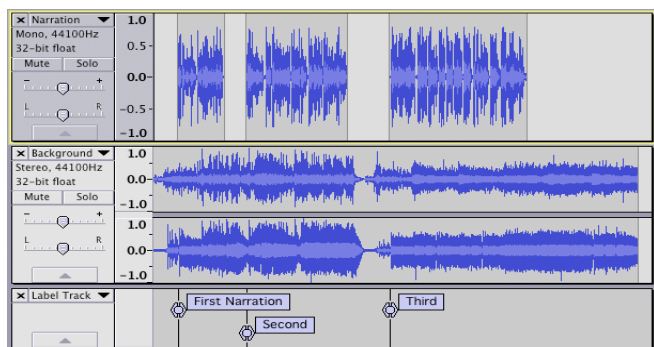 × Narration ▼
Mono, 44100Hz
32-bit float
Mute Solo
- +
L R
1.0
0.5-
0.0-
-0.5-
-1.0
× Background ▼
Stereo, 44100Hz
32-bit float
Mute Solo
- +
L R
1.0
0.0-
-1.0
1.0
0.0-
-1.0
× Label Track ▼
First Narration
Second
Third